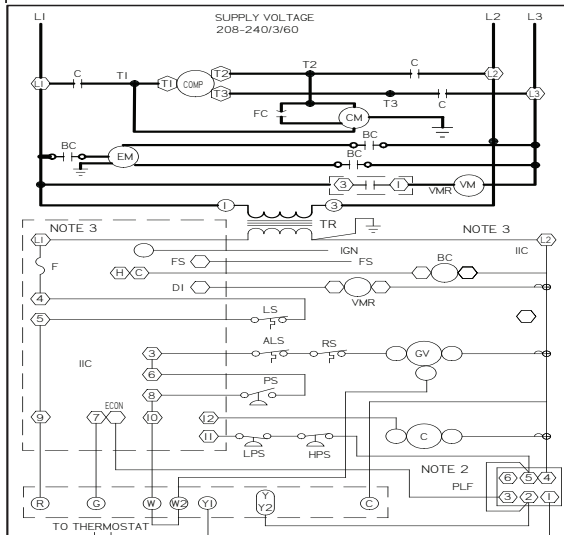 L1 SUPPLY VOLTAGE L2 L3
208-240/3/60
C T1 T2 C
L1 T1 COMP T2 L2
T3 L3
FC CM T3 C
BC BC
EM BC
3 1 VMR VM
1 3
TR
NOTE 3 NOTE 3
L1 IGN L2
IIC
F FS FS BC
H C
4 DI VMR
5 LS
ALS RS
IIC 3 GV
6 PS
8
ECON
9 7 10 12
11 C
LPS HPS
NOTE 2
PLF 6 5 4
3 2 1
R G W W2 Y1 Y C
Y2
TO THERMOSTAT